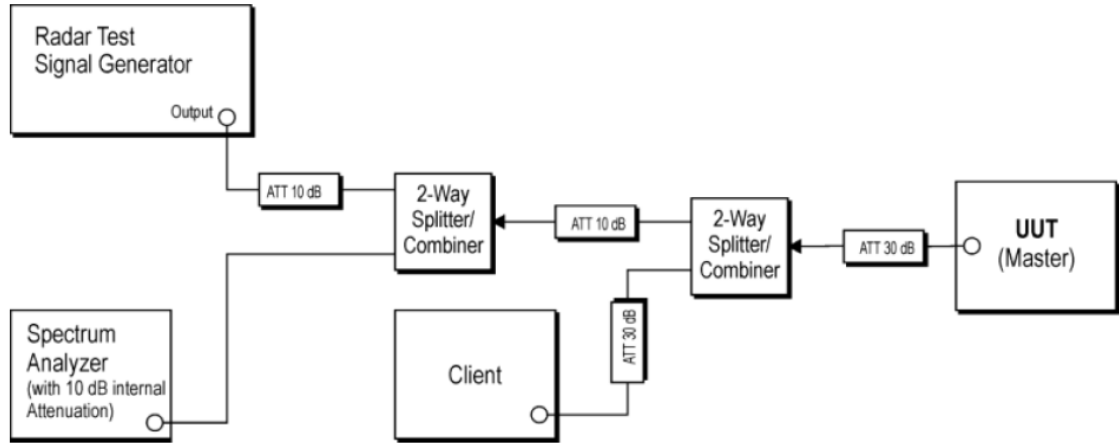 Radar Test
Signal Generator
Output
ATT 10 dB
2-Way
Splitter/
Combiner
ATT 10 dB
2-Way
Splitter/
Combiner
ATT 30 dB
UUT
(Master)
Spectrum
Analyzer
(with 10 dB internal
Attenuation)
Client
ATT 30 dB